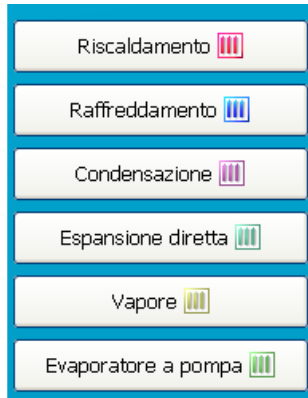 Riscaldamento
Raffreddamento
Condensazione
Espansione diretta
Vapore
Evaporatore a pompa